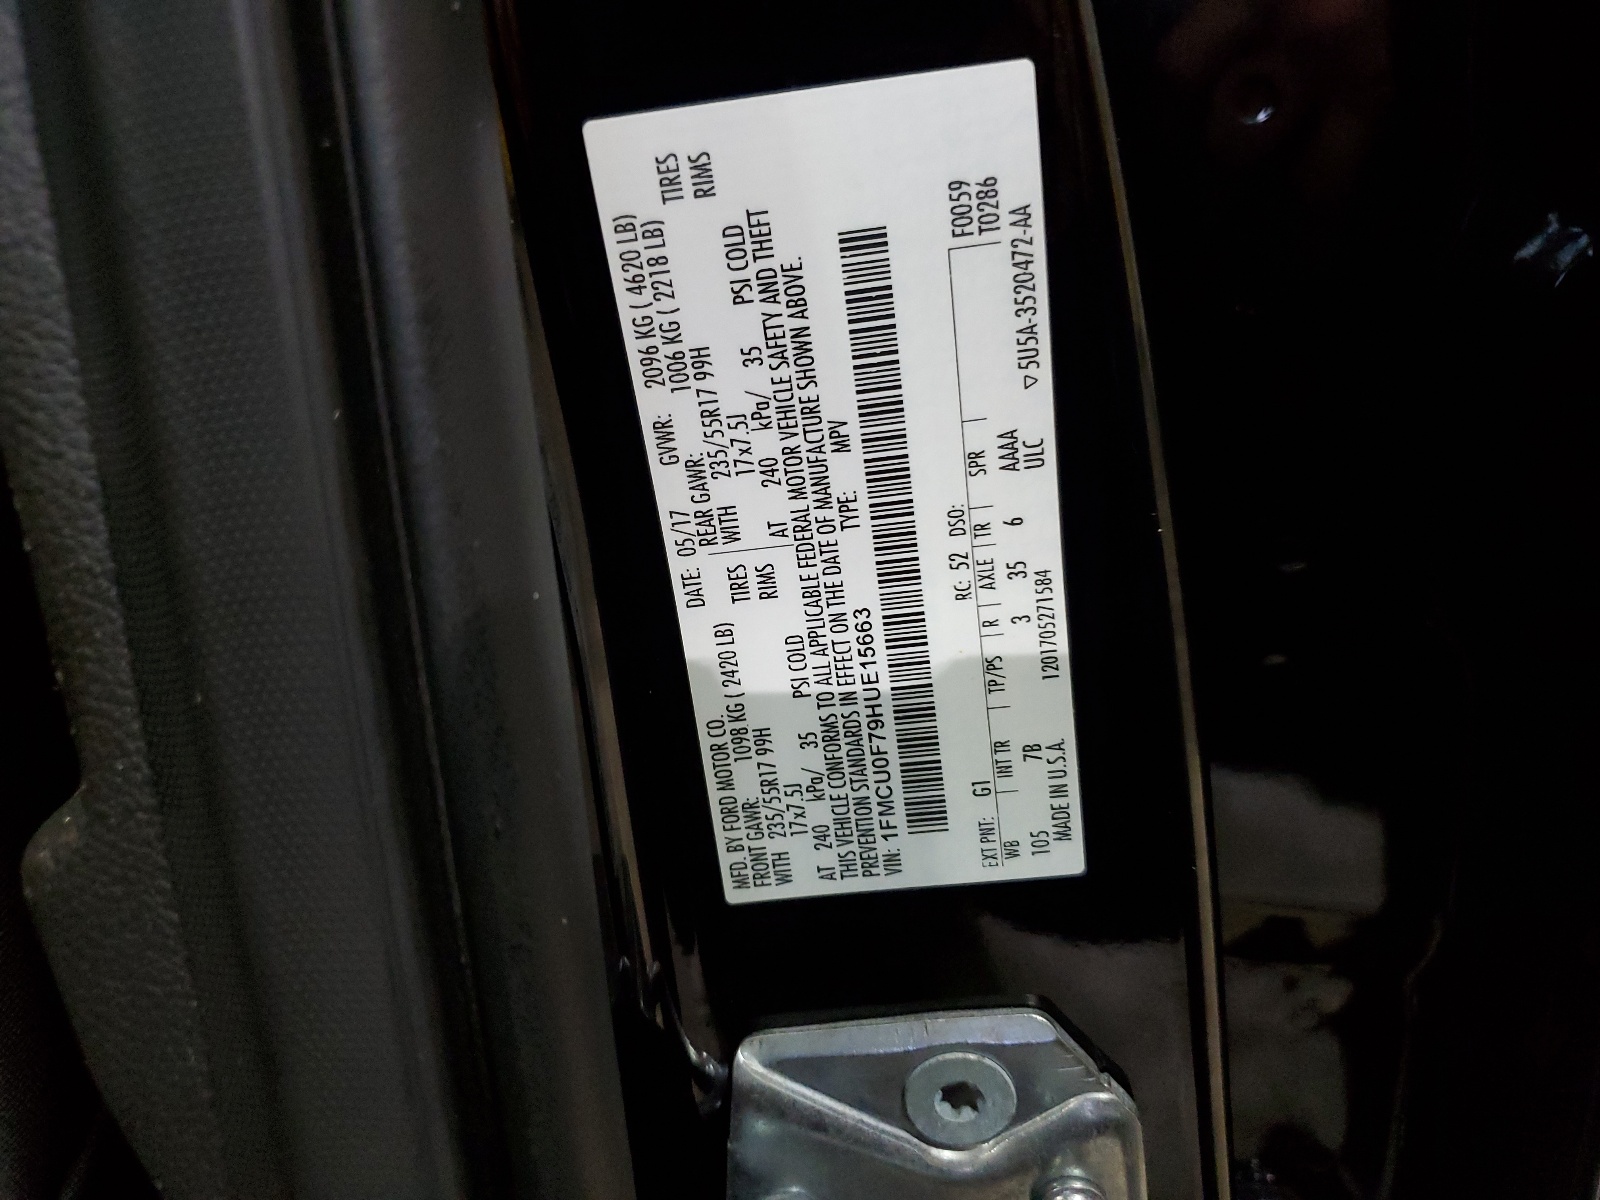 MFD. BY FORD MOTOR CO.
DATE: 05/17 GVWR: 2096 KG ( 4620 LB)
FRONT GAWR: 1098 KG ( 2420 LB) REAR GAWR: 1006 KG ( 2218 LB)
WITH 235/55R17 99H TIRES WITH 235/55R17 99H TIRES
17x7.5J RIMS 17x7.5J RIMS
AT 240 kPa/ 35 PSI COLD AT 240 kPa/ 35 PSI COLD
THIS VEHICLE CONFORMS TO ALL APPLICABLE FEDERAL MOTOR VEHICLE SAFETY AND THEFT
PREVENTION STANDARDS IN EFFECT ON THE DATE OF MANUFACTURE SHOWN ABOVE.
VIN: 1FMCU0F79HUE15663 TYPE: MPV
EXT PNT: G1 RC: 52 DSO: F0059
WB INT TR TP/PS R AXLE TR SPR T0286
105 7B 3 35 6 AAAA
MADE IN U.S.A. 1201705271584 ULC ▽5U5A-3520472-AA